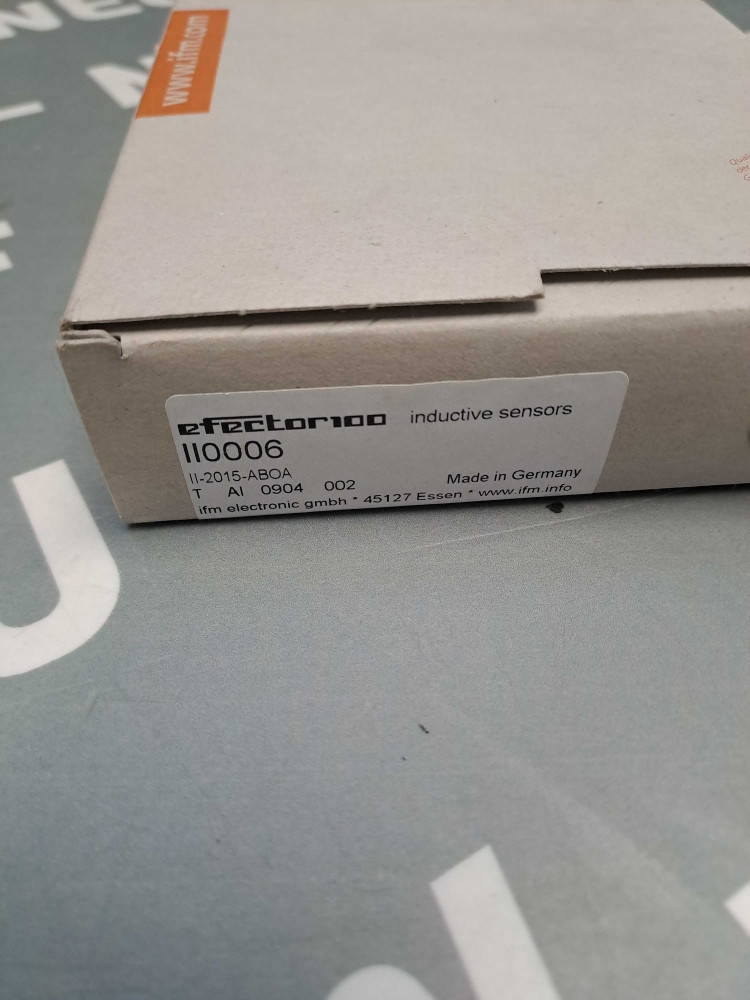 www.ifm.com
efector100 inductive sensors
II0006
II-2015-ABOA
T AI 0904 002 Made in Germany
ifm electronic gmbh * 45127 Essen * www.ifm.info